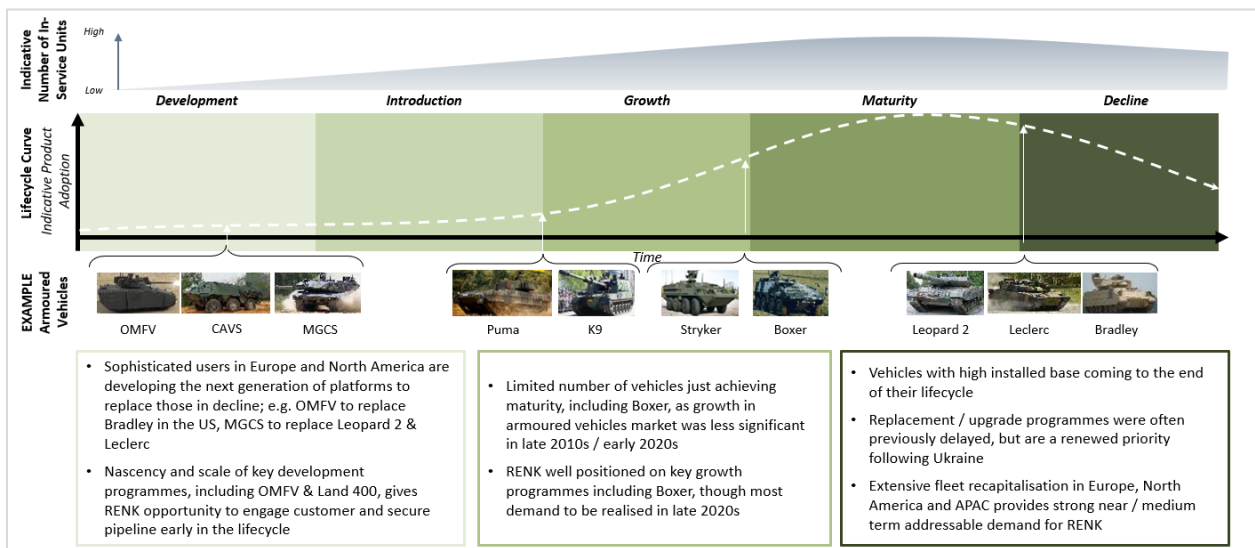 Indicative
Number of In-
Service Units
High
Low
Development
Introduction
Growth
Maturity
Decline
Lifecycle Curve
Indicative Product
Adoption
Time
EXAMPLE
Armoured
Vehicles
OMFV
CAVS
MGCS
Puma
K9
Stryker
Boxer
Leopard 2
Leclerc
Bradley
• Sophisticated users in Europe and North America are
developing the next generation of platforms to
replace those in decline; e.g. OMFV to replace
Bradley in the US, MGCS to replace Leopard 2 &
Leclerc
• Nascency and scale of key development
programmes, including OMFV & Land 400, gives
RENK opportunity to engage customer and secure
pipeline early in the lifecycle
• Limited number of vehicles just achieving
maturity, including Boxer, as growth in
armoured vehicles market was less significant
in late 2010s / early 2020s
• RENK well positioned on key growth
programmes including Boxer, though most
demand to be realised in late 2020s
• Vehicles with high installed base coming to the end
of their lifecycle
• Replacement / upgrade programmes were often
previously delayed, but are a renewed priority
following Ukraine
• Extensive fleet recapitalisation in Europe, North
America and APAC provides strong near / medium
term addressable demand for RENK